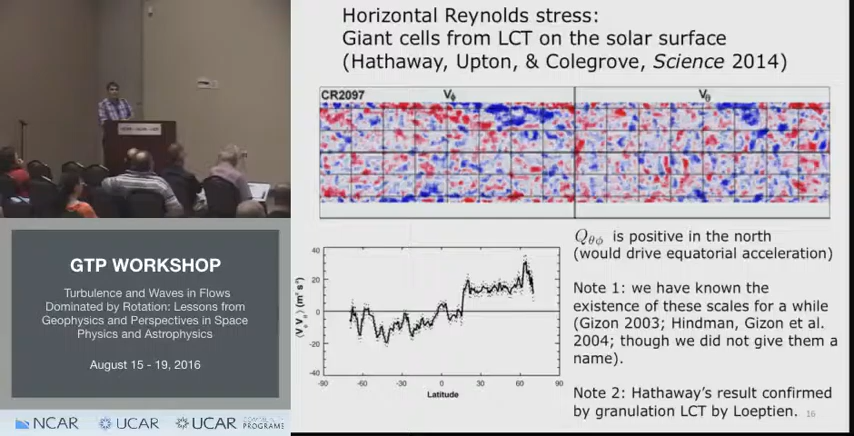 Horizontal Reynolds stress:
Giant cells from LCT on the solar surface
(Hathaway, Upton, & Colegrove, Science 2014)
CR2097
Vϕ
Vθ
40
20
0
-20
-40
⟨VθVϕ⟩ (m² s⁻²)
-90 -60 -30 0 30 60 90
Latitude
Qθϕ is positive in the north
(would drive equatorial acceleration)
Note 1: we have known the
existence of these scales for a while
(Gizon 2003; Hindman, Gizon et al.
2004; though we did not give them a
name).
Note 2: Hathaway's result confirmed
by granulation LCT by Loeptien.
16
GTP WORKSHOP
Turbulence and Waves in Flows
Dominated by Rotation: Lessons from
Geophysics and Perspectives in Space
Physics and Astrophysics
August 15 - 19, 2016
NCAR
UCAR
UCAR COMMUNITY
PROGRAMS